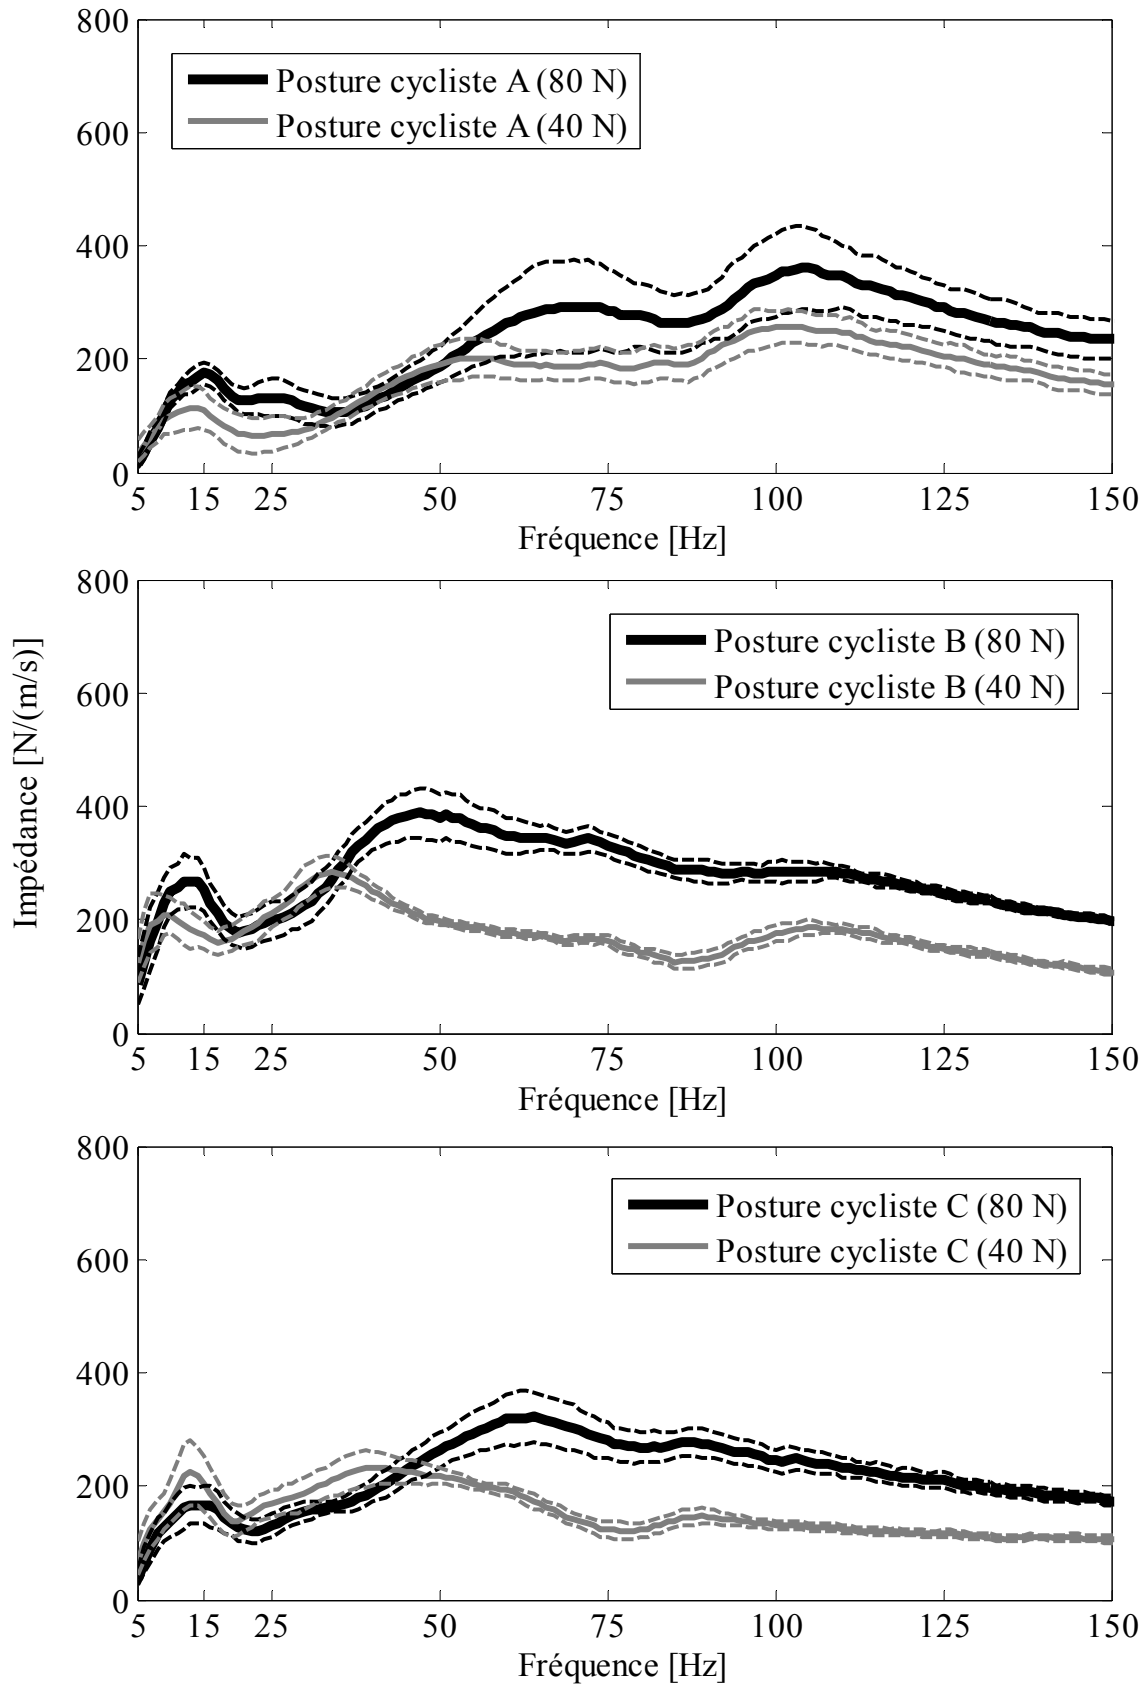 800
600
400
200
0
Posture cycliste A (80 N)
Posture cycliste A (40 N)
5 15 25 50 75 100 125 150
Fréquence [Hz]
Impédance [N/(m/s)]
800
600
400
200
0
Posture cycliste B (80 N)
Posture cycliste B (40 N)
5 15 25 50 75 100 125 150
Fréquence [Hz]
800
600
400
200
0
Posture cycliste C (80 N)
Posture cycliste C (40 N)
5 15 25 50 75 100 125 150
Fréquence [Hz]